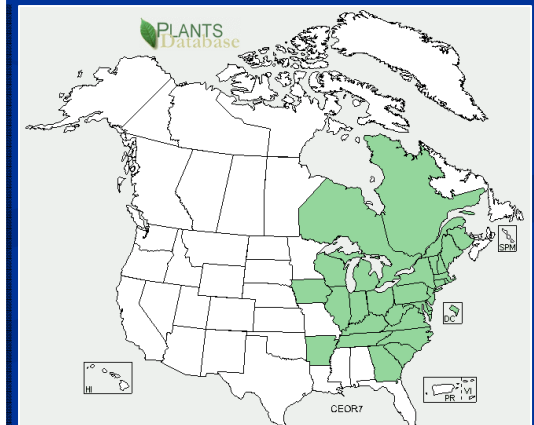 PLANTS
Database
SPM
DC
HI
PR
VI
CEOR7